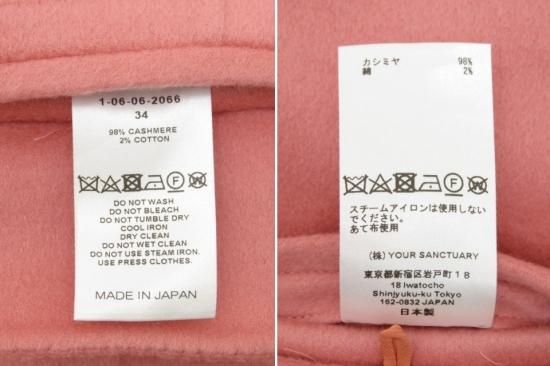 1-06-06-2066
34
98% CASHMERE
2% COTTON
DO NOT WASH
DO NOT BLEACH
DO NOT TUMBLE DRY
COOL IRON
DRY CLEAN
DO NOT WET CLEAN
DO NOT USE STEAM IRON.
USE PRESS CLOTHES.
MADE IN JAPAN
カシミヤ 98%
綿 2%
スチームアイロンは使用しない
でください。
あて布使用
(株) YOUR SANCTUARY
東京都新宿区岩戸町18
18 Iwatocho
Shinjyuku-ku Tokyo
162-0832 JAPAN
日本製